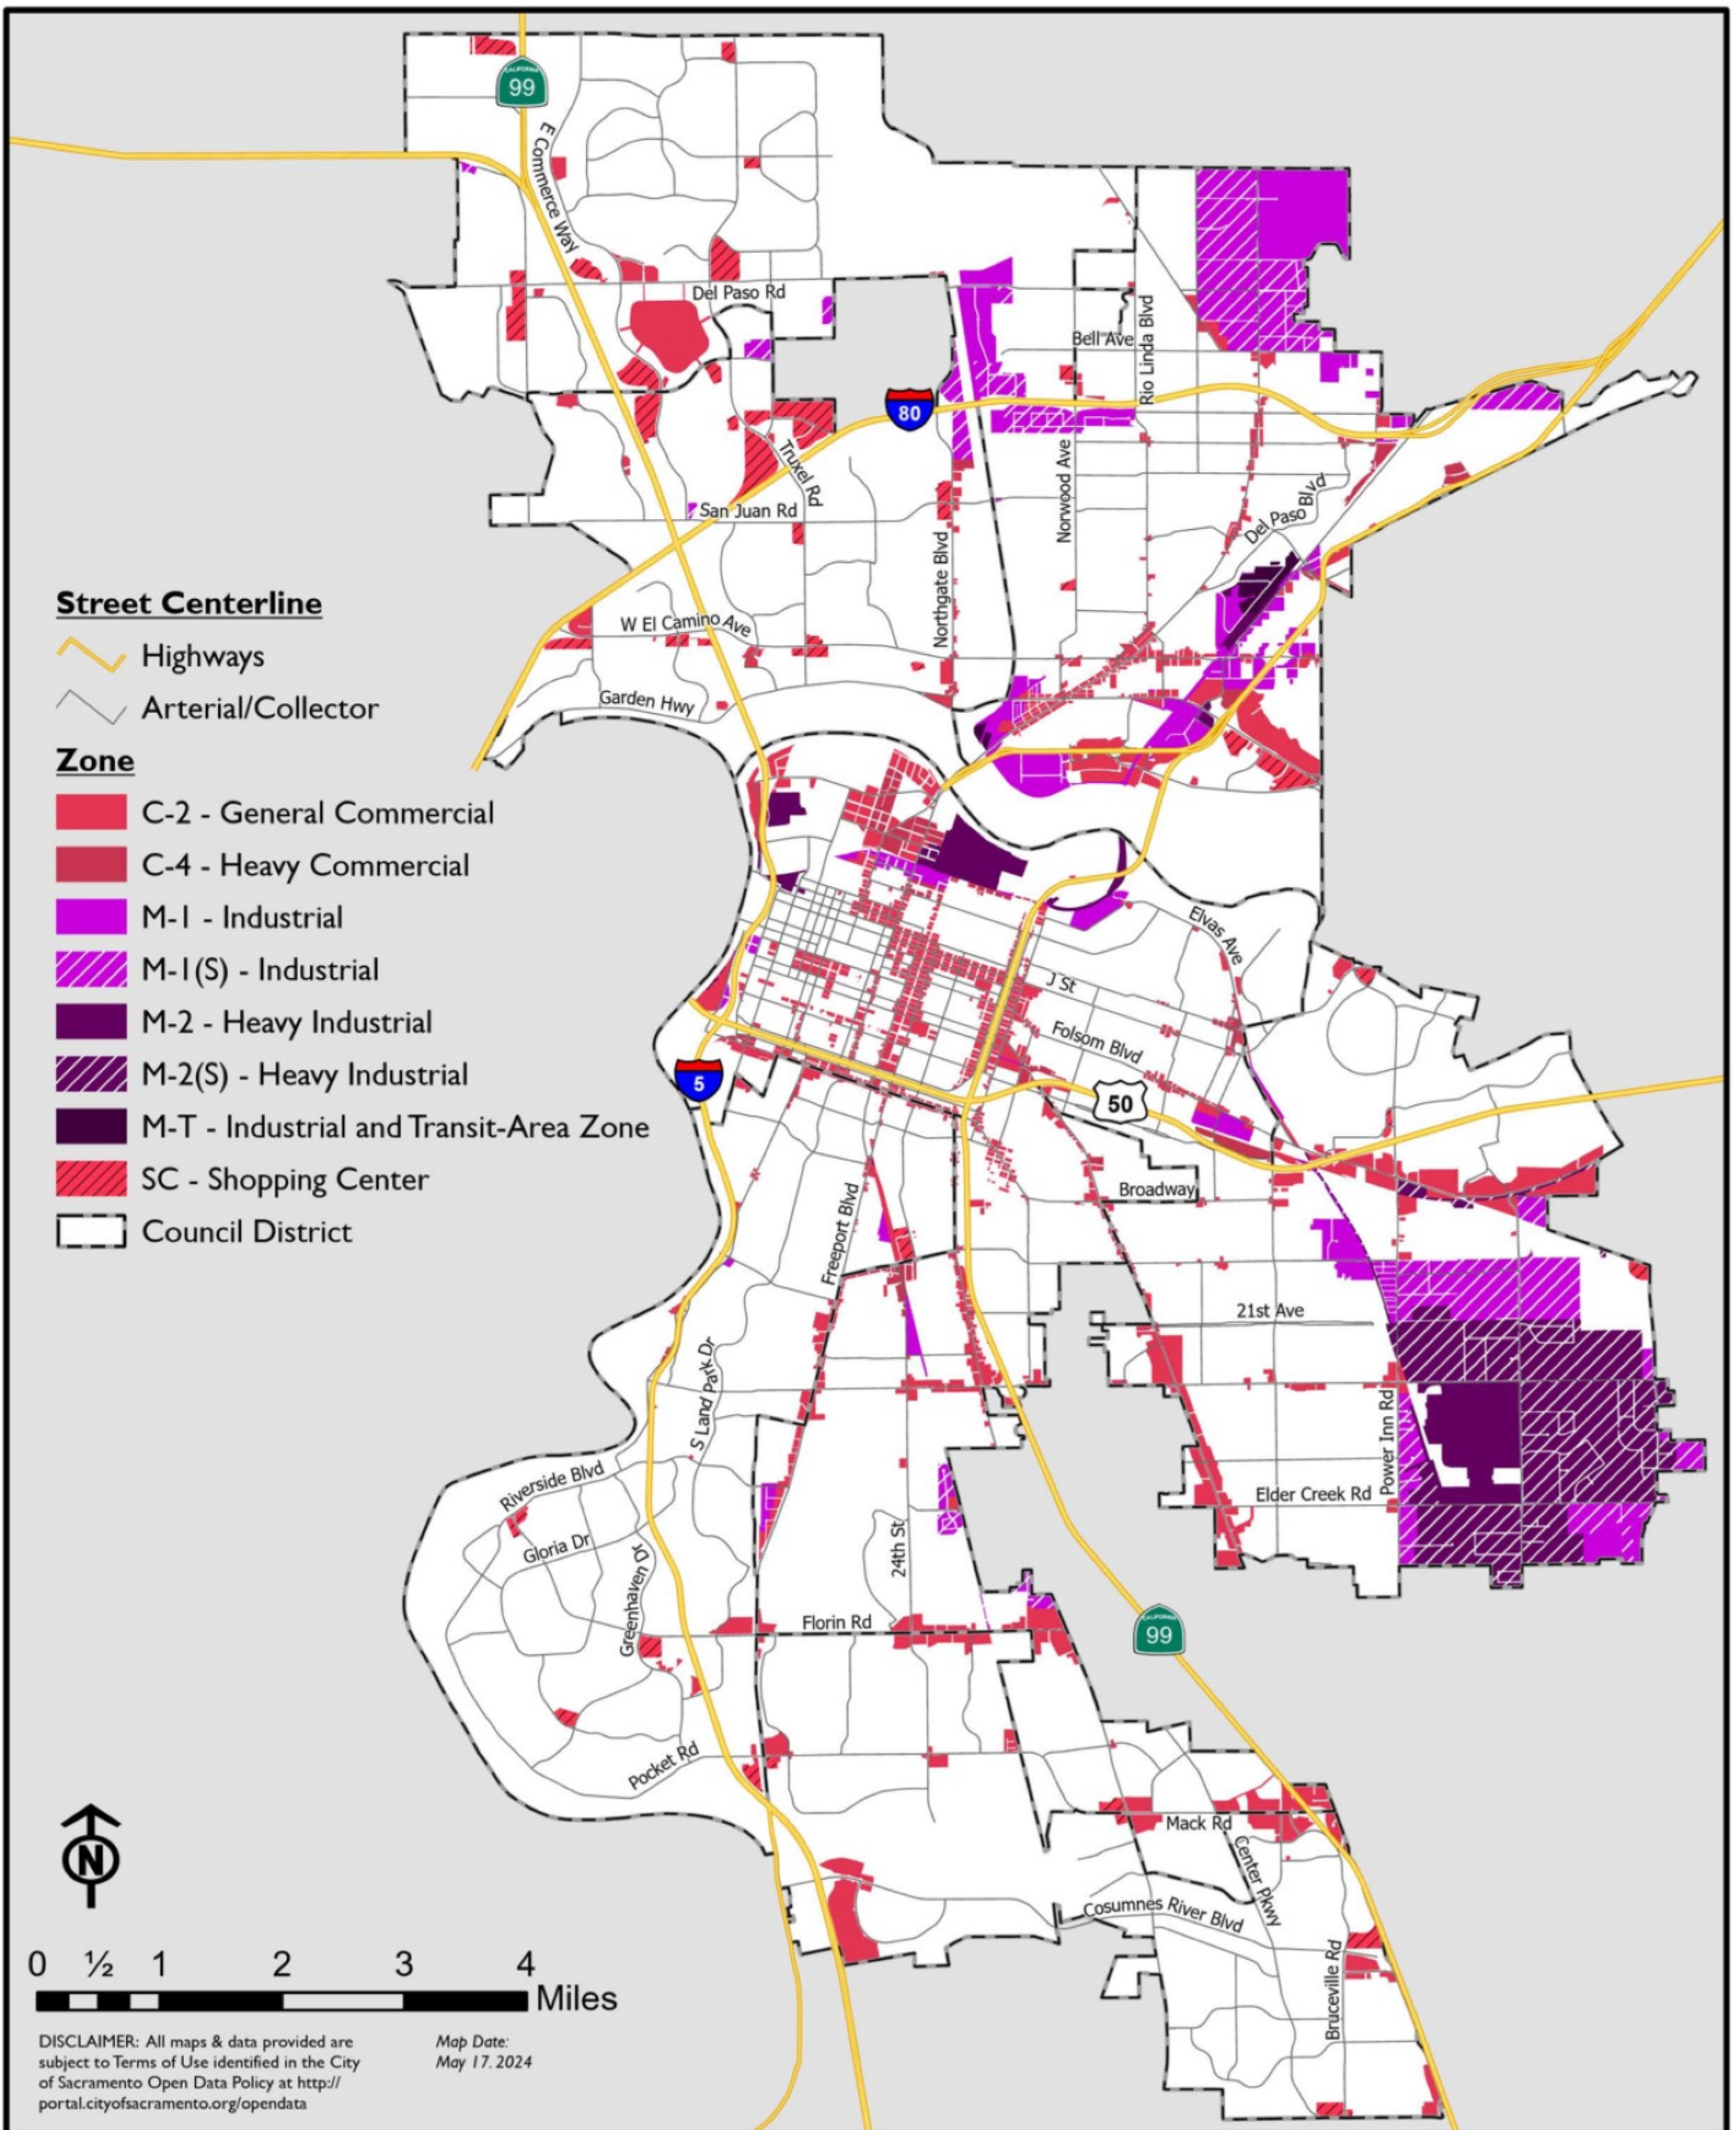 CALIFORNIA
99
E Commerce Way
Del Paso Rd
Bell Ave
Rio Linda Blvd
80
Truxel Rd
San Juan Rd
Norwood Ave
Del Paso Blvd
Northgate Blvd
W El Camino Ave
Garden Hwy
Street Centerline
Highways
Arterial/Collector
Zone
C-2 - General Commercial
C-4 - Heavy Commercial
M-1 - Industrial
M-1(S) - Industrial
M-2 - Heavy Industrial
M-2(S) - Heavy Industrial
M-T - Industrial and Transit-Area Zone
SC - Shopping Center
Council District
Elvas Ave
J St
Folsom Blvd
5
50
Broadway
Freeport Blvd
21st Ave
S Land Park Dr
Power Inn Rd
Riverside Blvd
Elder Creek Rd
Gloria Dr
24th St
Greenhaven Dr
Florin Rd
CALIFORNIA
99
Pocket Rd
Mack Rd
Center Pkwy
Cosumnes River Blvd
Bruceville Rd
N
0 ½ 1 2 3 4
Miles
DISCLAIMER: All maps & data provided are
subject to Terms of Use identified in the City
of Sacramento Open Data Policy at http://
portal.cityofsacramento.org/opendata
Map Date:
May 17. 2024